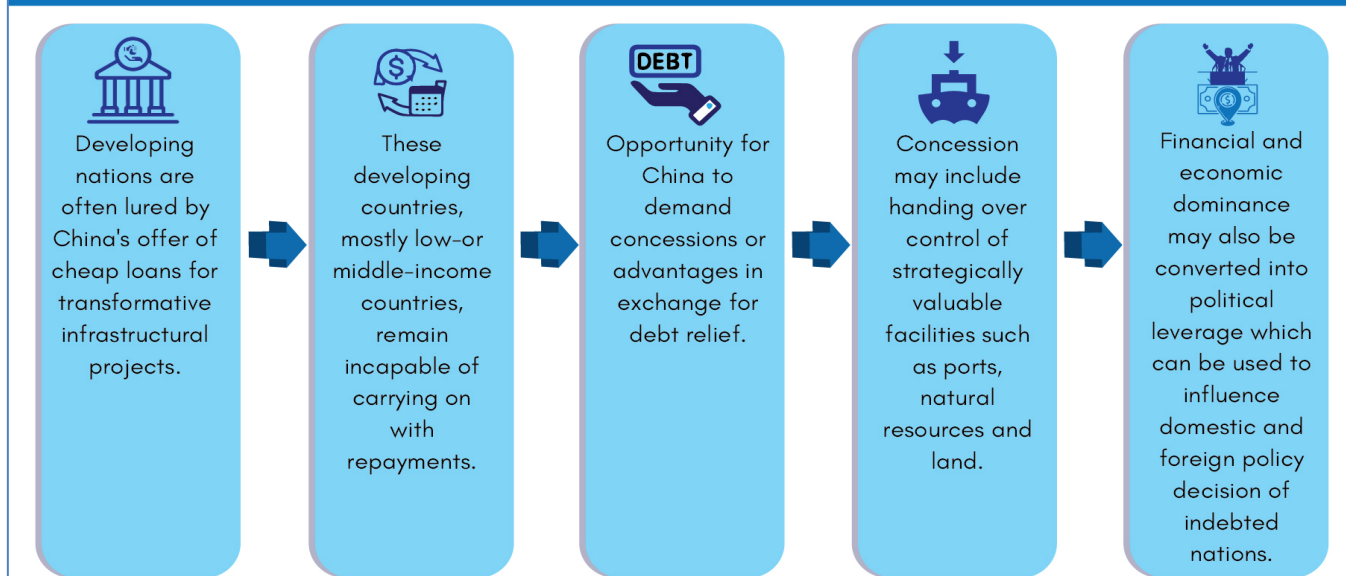 Developing
nations are
often lured by
China's offer of
cheap loans for
transformative
infrastructural
projects.
These
developing
countries,
mostly low-or
middle-income
countries,
remain
incapable of
carrying on
with
repayments.
DEBT
Opportunity for
China to
demand
concessions or
advantages in
exchange for
debt relief.
Concession
may include
handing over
control of
strategically
valuable
facilities such
as ports,
natural
resources and
land.
Financial and
economic
dominance
may also be
converted into
political
leverage which
can be used to
influence
domestic and
foreign policy
decision of
indebted
nations.